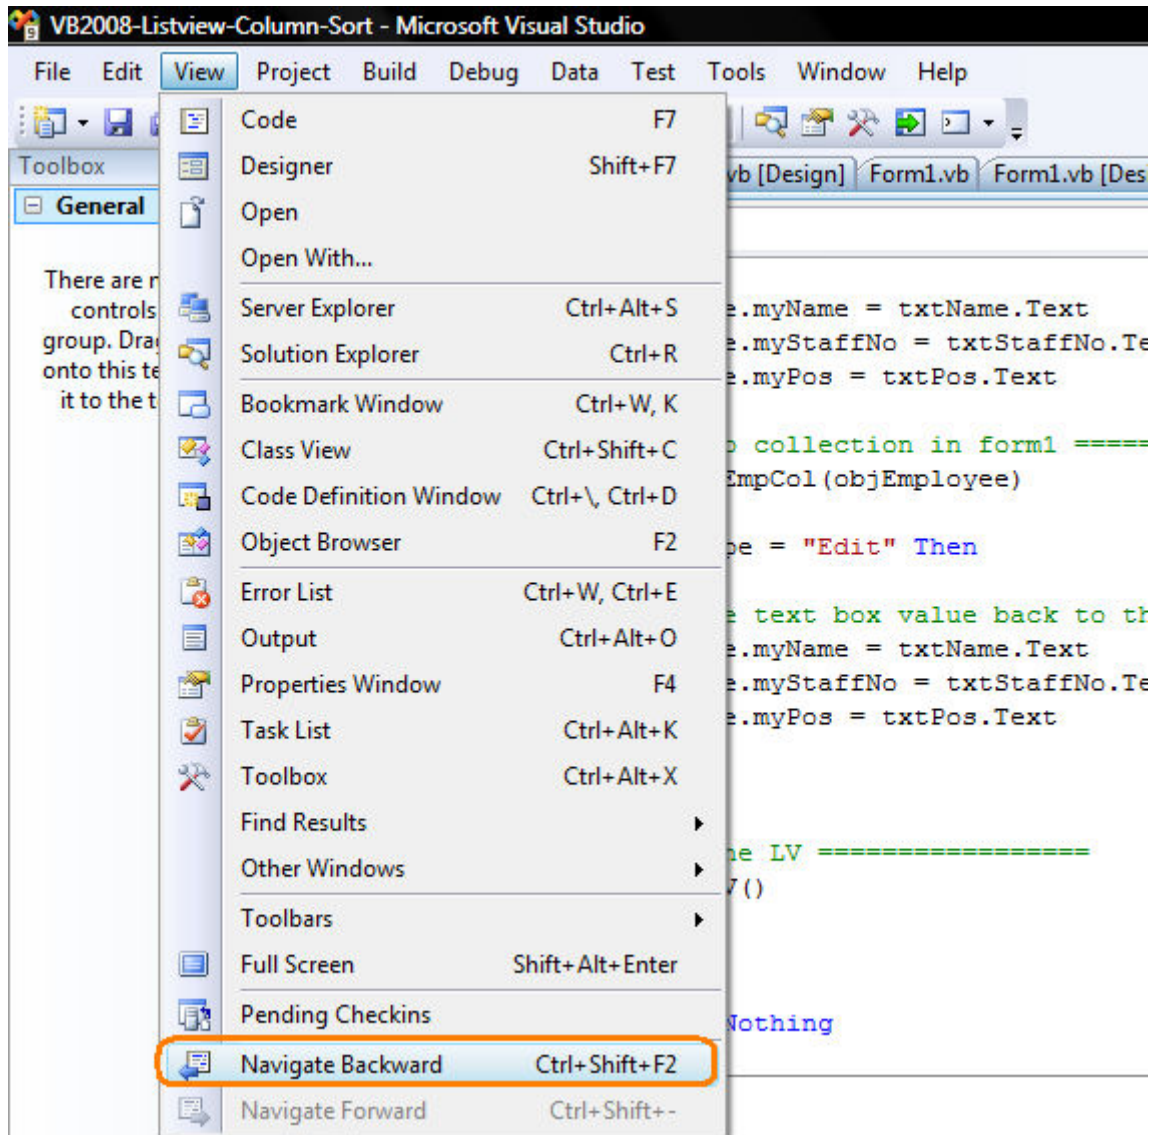 VB2008-Listview-Column-Sort - Microsoft Visual Studio
File Edit View Project Build Debug Data Test Tools Window Help
Toolbox
General
There are
controls
group.
onto this
it to the
Code F7
Designer Shift+F7
Open
Open With...
Server Explorer Ctrl+Alt+S
Solution Explorer Ctrl+R
Bookmark Window Ctrl+W, K
Class View Ctrl+Shift+C
Code Definition Window Ctrl+\, Ctrl+D
Object Browser F2
Error List Ctrl+W, Ctrl+E
Output Ctrl+Alt+O
Properties Window F4
Task List Ctrl+Alt+K
Toolbox Ctrl+Alt+X
Find Results
Other Windows
Toolbars
Full Screen Shift+Alt+Enter
Pending Checkins
Navigate Backward Ctrl+Shift+F2
Navigate Forward Ctrl+Shift+-
vb [Design] Form1.vb Form1.vb [Des
e.myName = txtName.Text
e.myStaffNo = txtStaffNo.Te
e.myPos = txtPos.Text
o collection in form1 =====
EmpCol(objEmployee)
pe = "Edit" Then
e text box value back to th
e.myName = txtName.Text
e.myStaffNo = txtStaffNo.Te
e.myPos = txtPos.Text
he LV =================
V()
Nothing